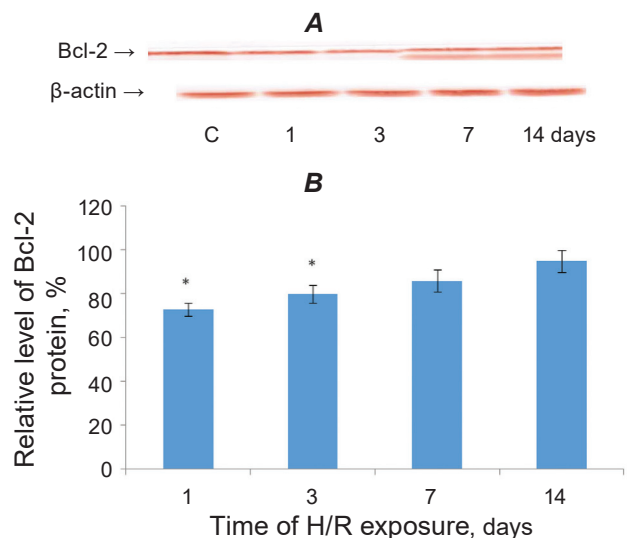 A
Bcl-2 →
β-actin →
C 1 3 7 14 days
B
Relative level of Bcl-2
protein, %
120
100
80
60
40
20
0
* *
1 3 7 14
Time of H/R exposure, days